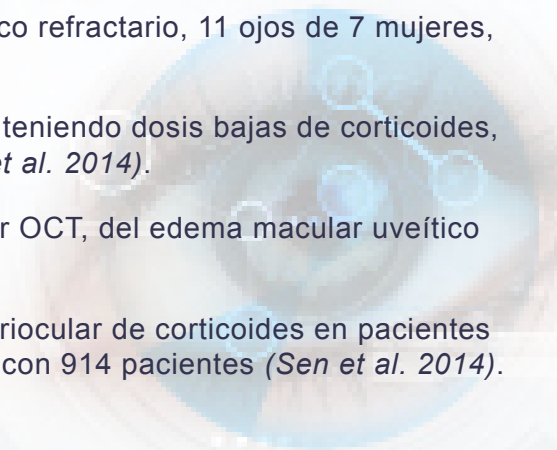 co refractario, 11 ojos de 7 mujeres,
teniendo dosis bajas de corticoides,
et al. 2014).
r OCT, del edema macular uveítico
riocular de corticoides en pacientes
con 914 pacientes (Sen et al. 2014).